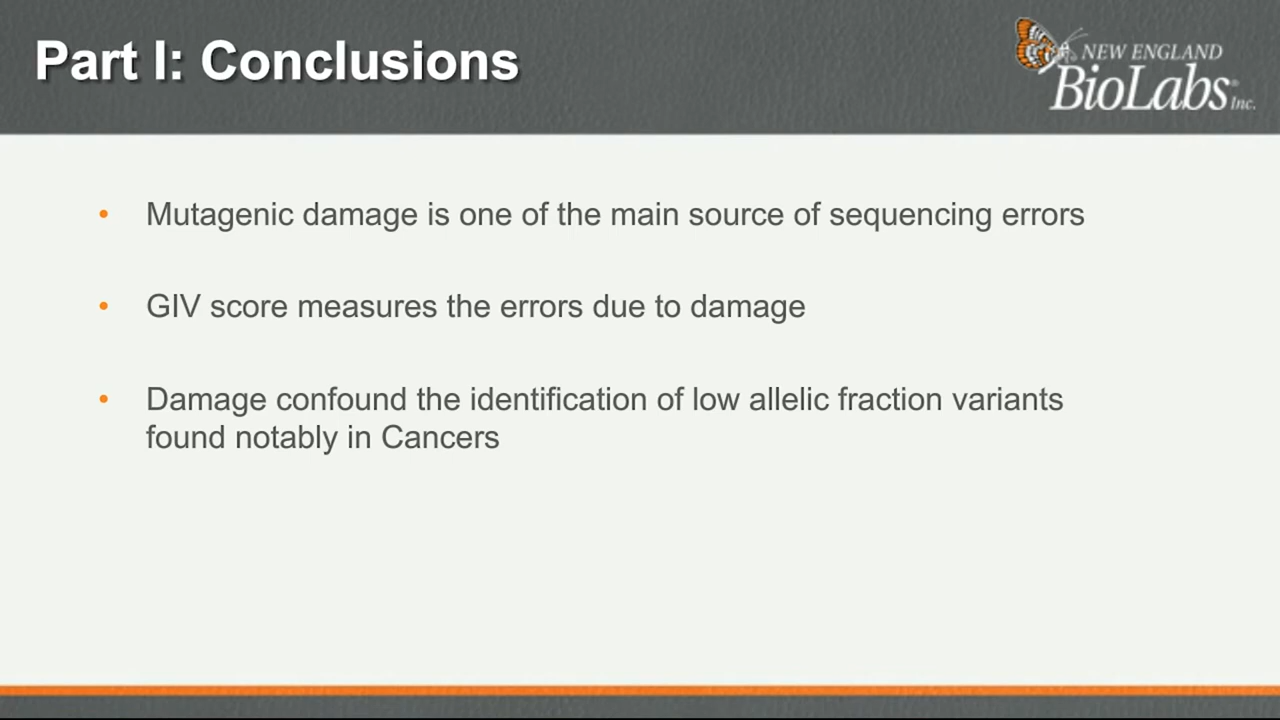 Part I: Conclusions
NEW ENGLAND
BioLabs® Inc.
• Mutagenic damage is one of the main source of sequencing errors
• GIV score measures the errors due to damage
• Damage confound the identification of low allelic fraction variants
found notably in Cancers